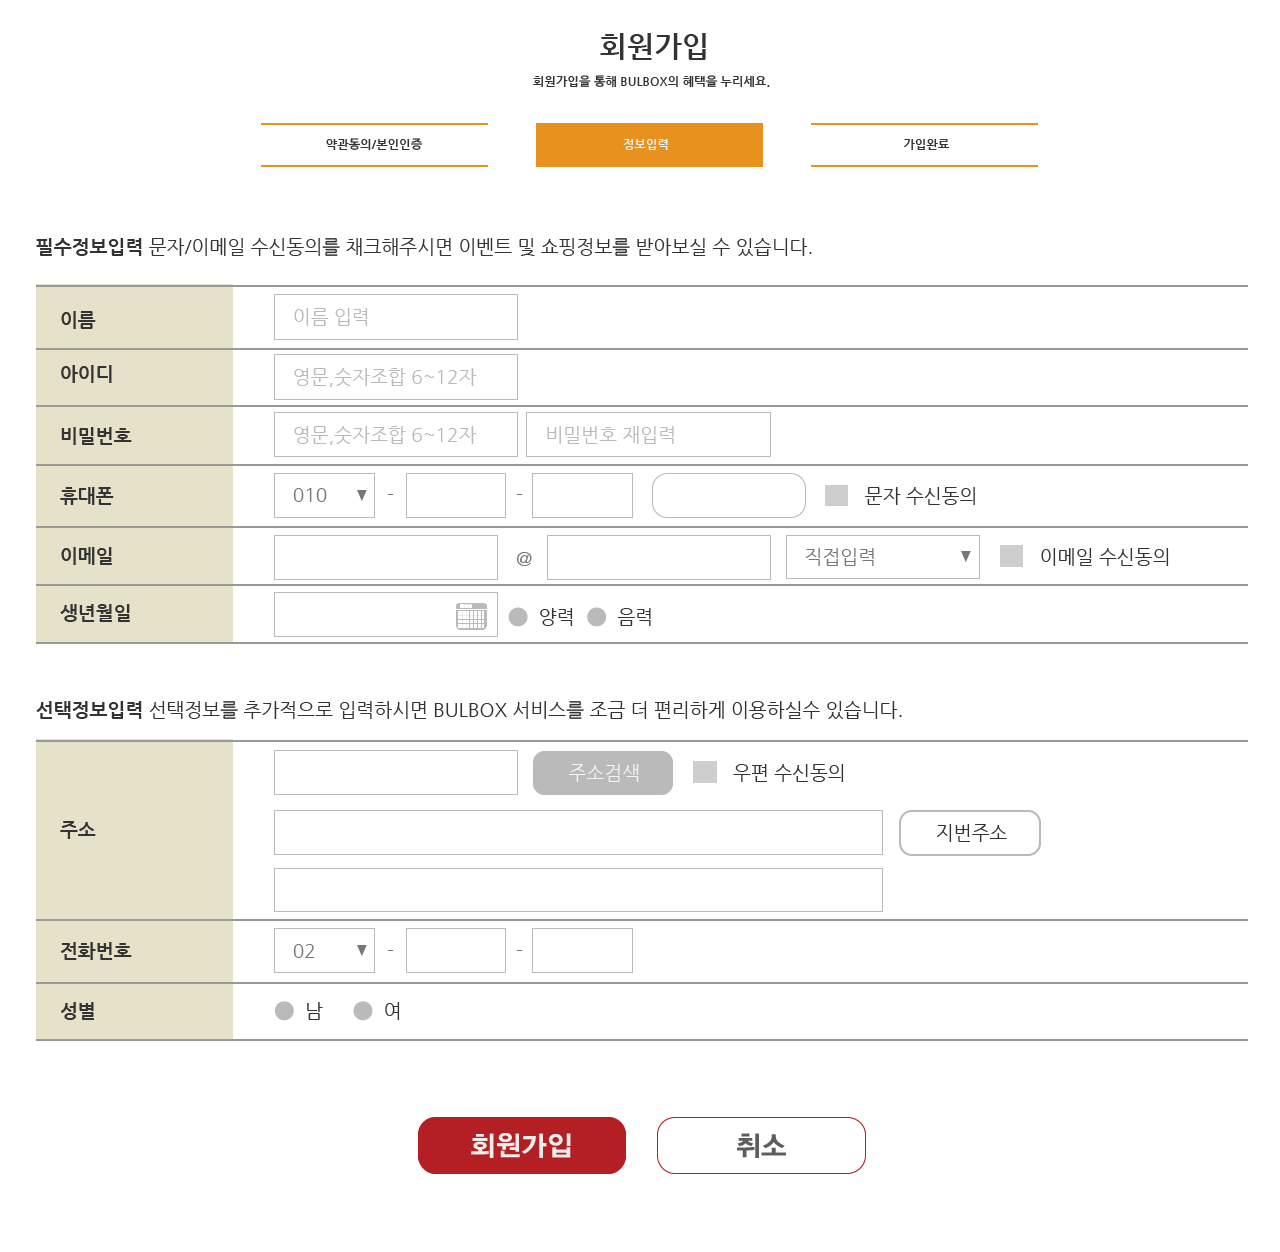 회원가입
회원가입을 통해 BULBOX의 혜택을 누리세요.
약관동의/본인인증 정보입력 가입완료
필수정보입력 문자/이메일 수신동의를 채크해주시면 이벤트 및 쇼핑정보를 받아보실 수 있습니다.
이름 이름 입력
아이디 영문,숫자조합 6~12자
비밀번호 영문,숫자조합 6~12자 비밀번호 재입력
휴대폰 010 ▼ - - 문자 수신동의
이메일 @ 직접입력 ▼ 이메일 수신동의
생년월일 양력 음력
선택정보입력 선택정보를 추가적으로 입력하시면 BULBOX 서비스를 조금 더 편리하게 이용하실수 있습니다.
주소검색 우편 수신동의
주소 지번주소
전화번호 02 ▼ - -
성별 남 여
회원가입 취소